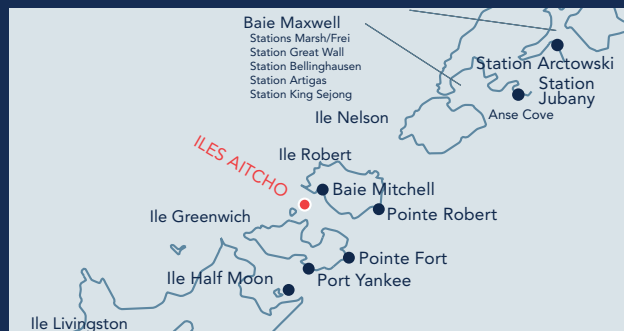 Baie Maxwell
Stations Marsh/Frei
Station Great Wall
Station Bellinghausen
Station Artigas
Station King Sejong
Station Arctowski
Station
Jubany
Anse Cove
Ile Nelson
Ile Robert
ILES AITCHO
Baie Mitchell
Pointe Robert
Ile Greenwich
Pointe Fort
Ile Half Moon
Port Yankee
Ile Livingston